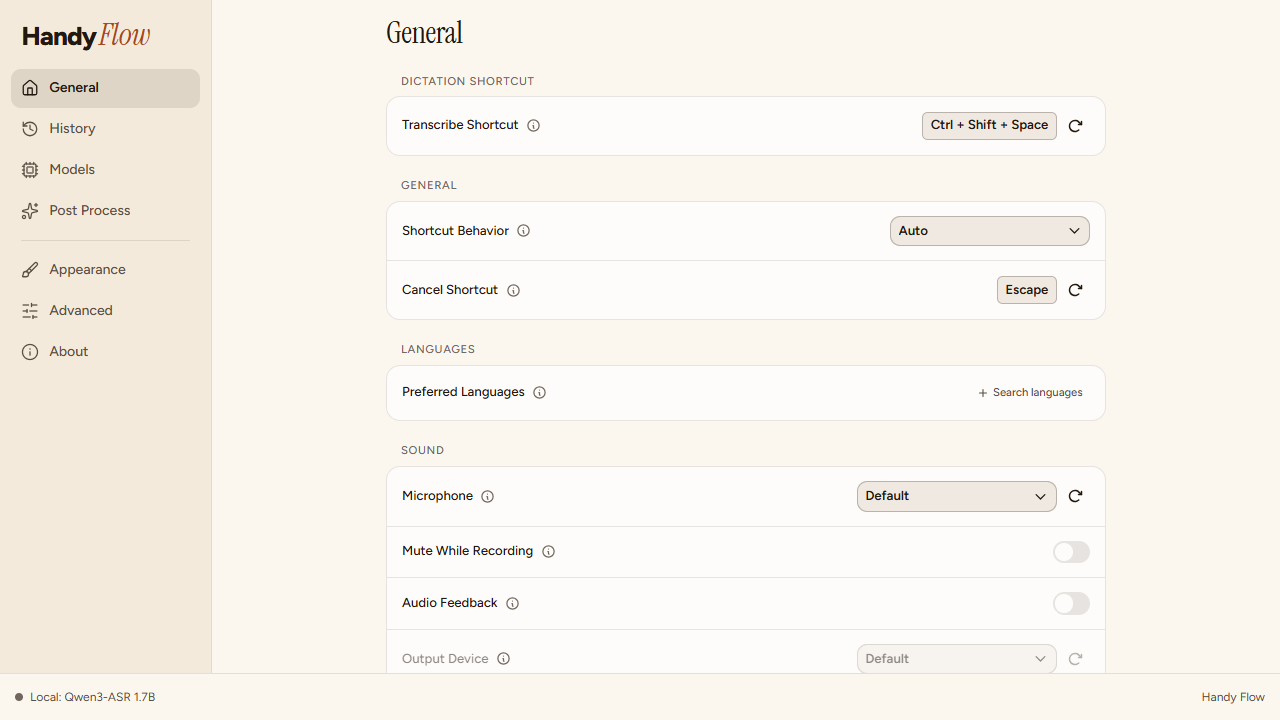 Handy Flow
General
History
Models
Post Process
Appearance
Advanced
About
General
DICTATION SHORTCUT
Transcribe Shortcut
Ctrl + Shift + Space
GENERAL
Shortcut Behavior
Auto
Cancel Shortcut
Escape
LANGUAGES
Preferred Languages
+ Search languages
SOUND
Microphone
Default
Mute While Recording
Audio Feedback
Output Device
Default
Local: Qwen3-ASR 1.7B
Handy Flow